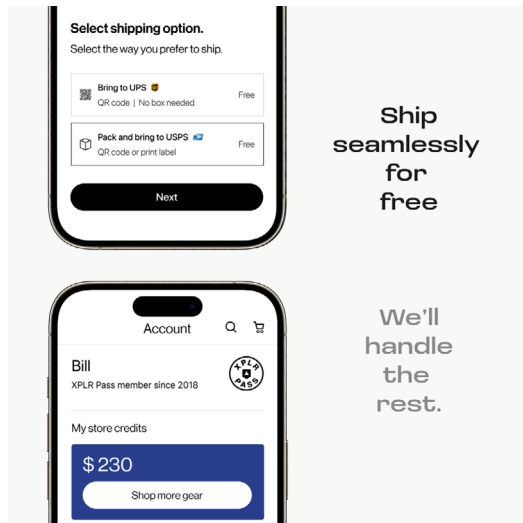 Select shipping option.
Select the way you prefer to ship.
Bring to UPS
QR code | No box needed
Free
Pack and bring to USPS
QR code or print label
Free
Next
Ship
seamlessly
for
free
Account
Bill
XPLR Pass member since 2018
XPLR
PASS
My store credits
$ 230
Shop more gear
We'll
handle
the
rest.